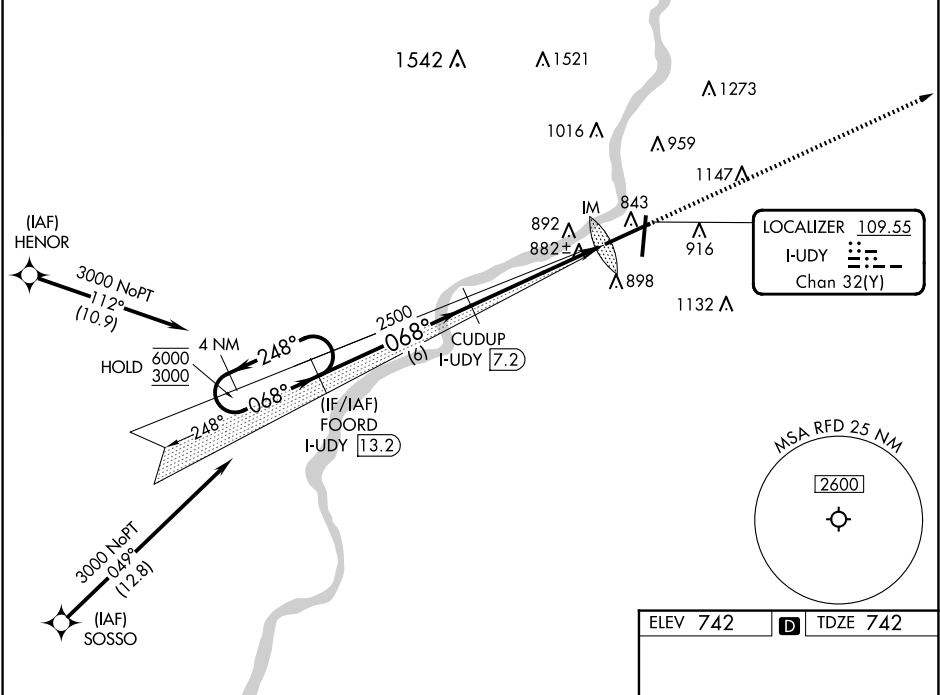 1542
1521
1273
1016
959
1147
IM
843
892
882±
916
898
1132
LOCALIZER 109.55
I-UDY
Chan 32(Y)
(IAF)
HENOR
3000 NoPT
112°
(10.9)
HOLD
6000
3000
4 NM
248°
068°
248°
2500
068°
(6)
CUDUP
I-UDY 7.2
(IF/IAF)
FOORD
I-UDY 13.2
3000 NoPT
049°
(12.8)
(IAF)
SOSSO
MSA RFD 25 NM
2600
ELEV 742 D TDZE 742